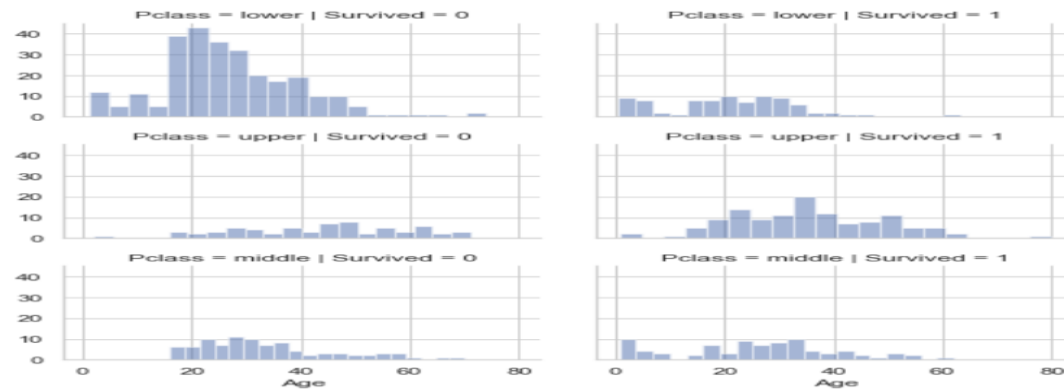 Pclass = lower | Survived = 0
Pclass = lower | Survived = 1
40
30
20
10
0
Pclass = upper | Survived = 0
Pclass = upper | Survived = 1
40
30
20
10
0
Pclass = middle | Survived = 0
Pclass = middle | Survived = 1
40
30
20
10
0
0 20 40 60 80 0 20 40 60 80
Age Age